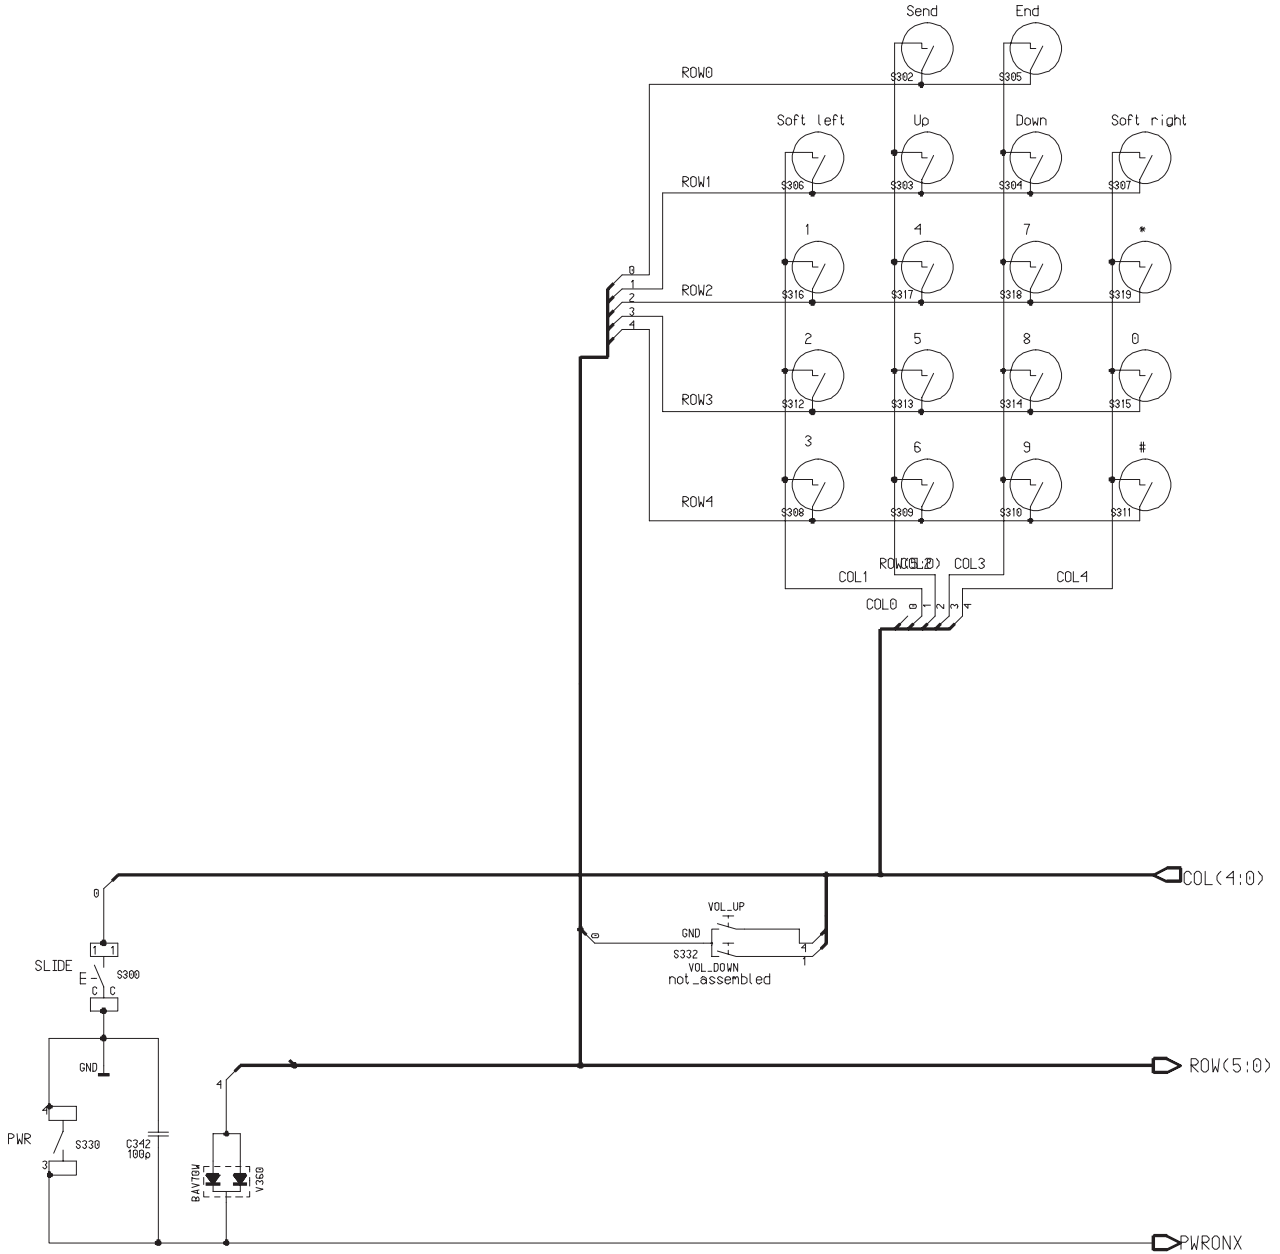 Send End
S302 S305
ROW0
Soft left Up Down Soft right
S306 S303 S304 S307
ROW1
1 4 7 *
S316 S317 S318 S319
ROW2
0
1
2
3
4
2 5 8 0
S312 S313 S314 S315
ROW3
3 6 9 #
S308 S309 S310 S311
ROW4
COL1 ROW(5:0) COL3 COL4
COL0 0 1 2 3 4
COL(4:0)
0
VOL_UP
0 GND 4
S332 1
VOL_DOWN
not_assembled
1 1
SLIDE E S300
C C
GND
ROW(5:0)
4
4
PWR S330
3
C342
100p
BAV70W V360
PWRONX